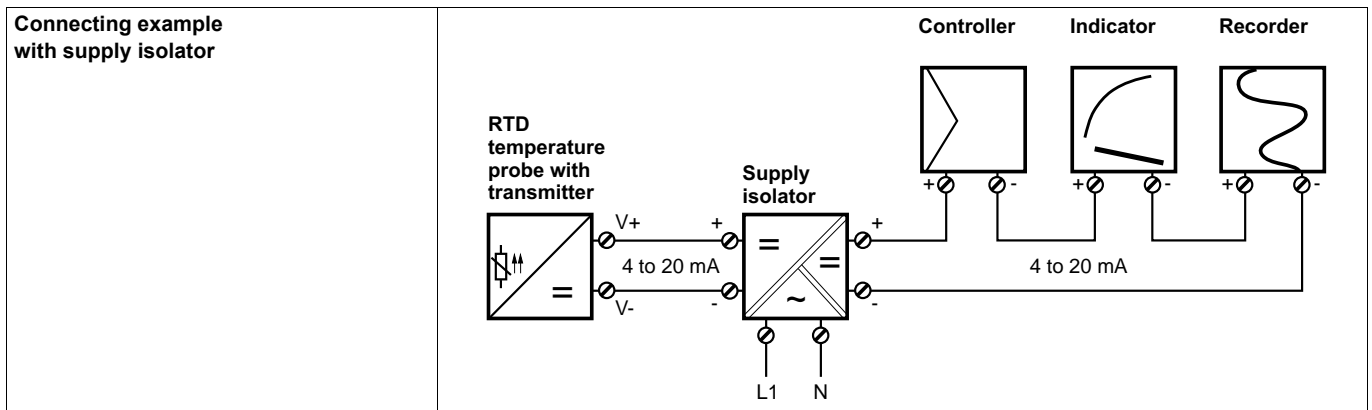 Connecting example
with supply isolator
Controller
Indicator
Recorder
RTD
temperature
probe with
transmitter
Supply
isolator
+ - + - + -
V+ + +
= = =
4 to 20 mA
4 to 20 mA
= ~
V- - -
L1 N